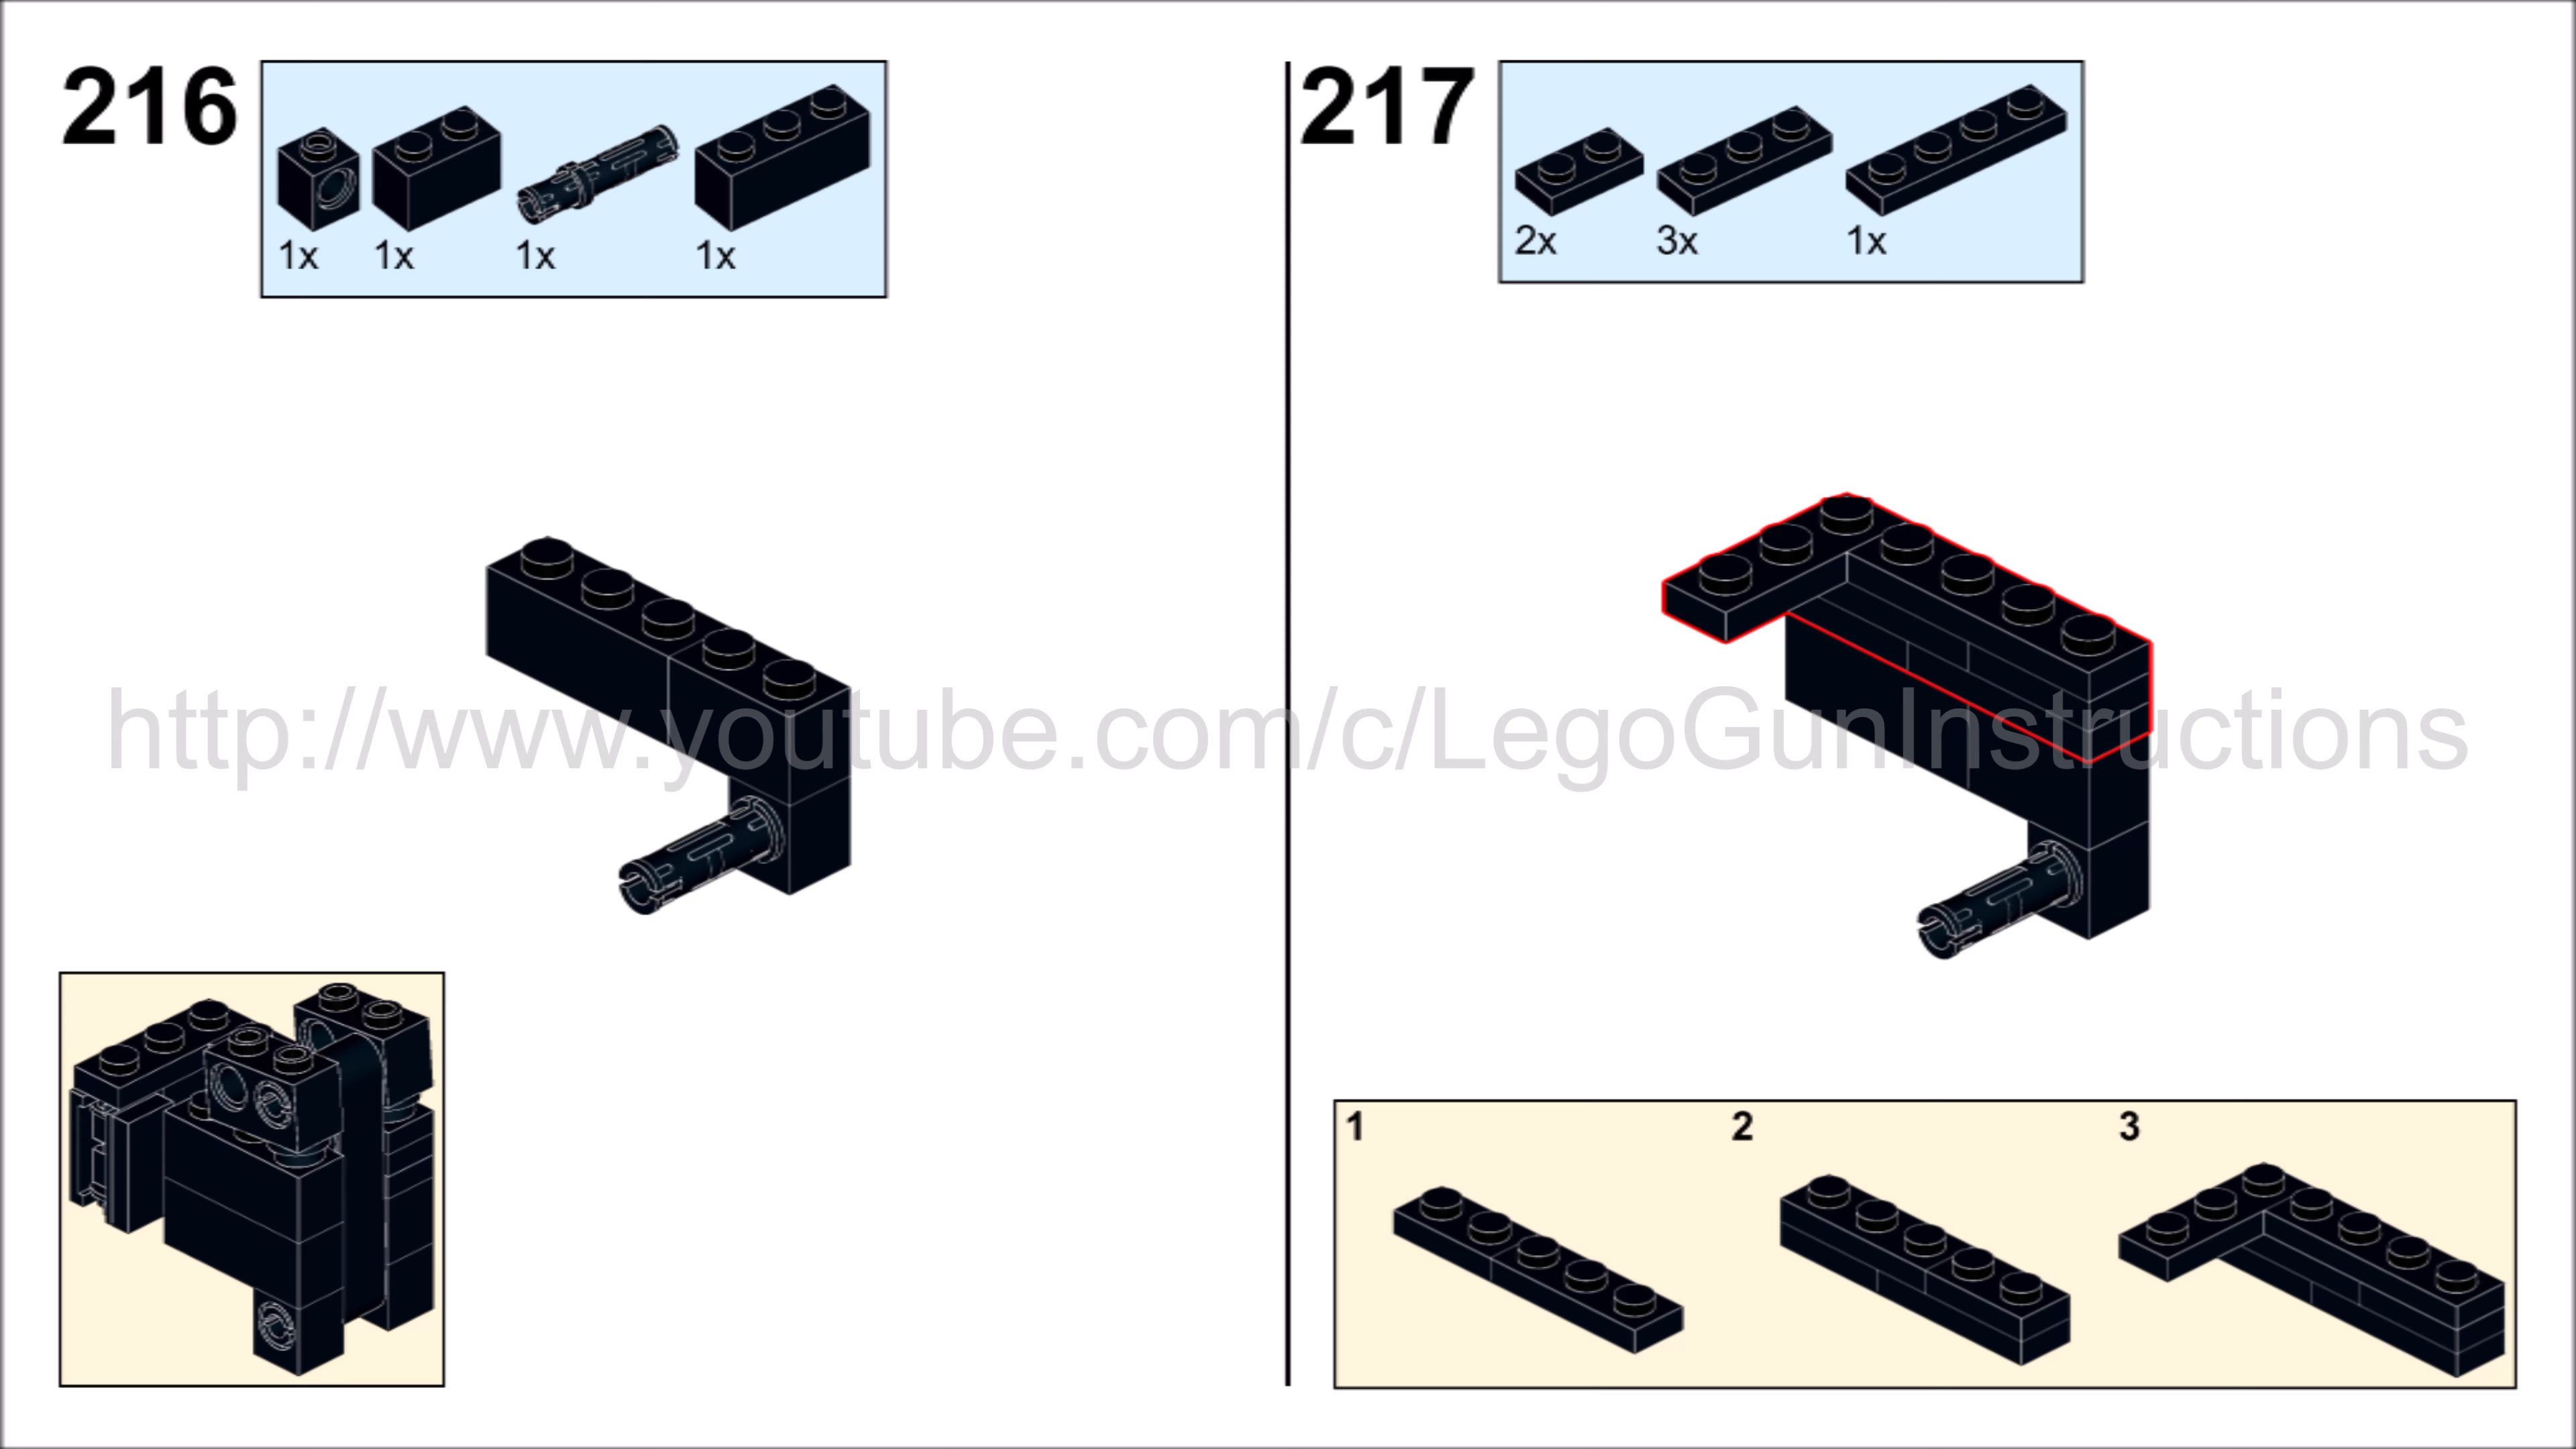 216
1x 1x 1x 1x
217
2x 3x 1x
http://www.youtube.com/c/LegoGunInstructions
1 2 3